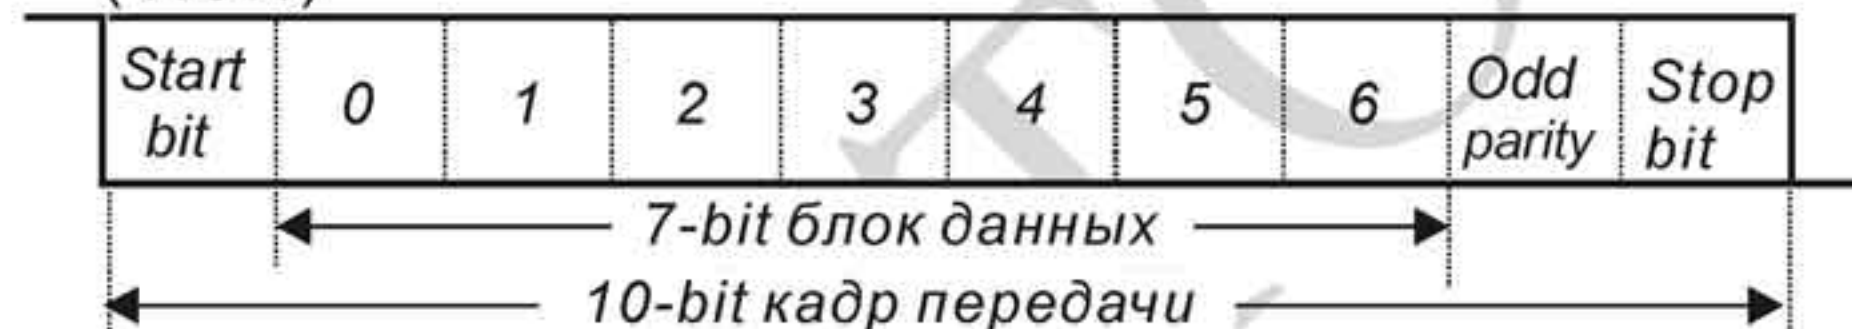 Start bit 0 1 2 3 4 5 6 Odd parity Stop bit
7-bit блок данных
10-bit кадр передачи